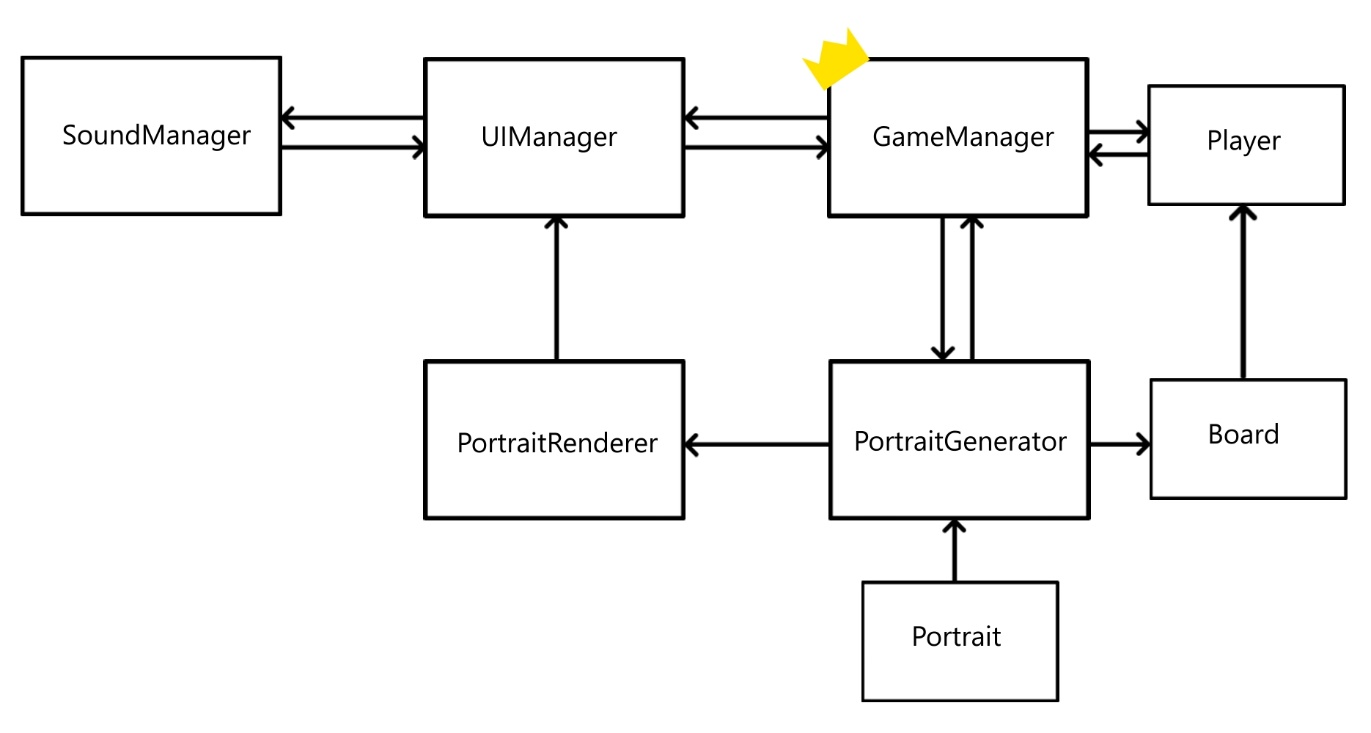 SoundManager
UIManager
GameManager
Player
PortraitRenderer
PortraitGenerator
Board
Portrait